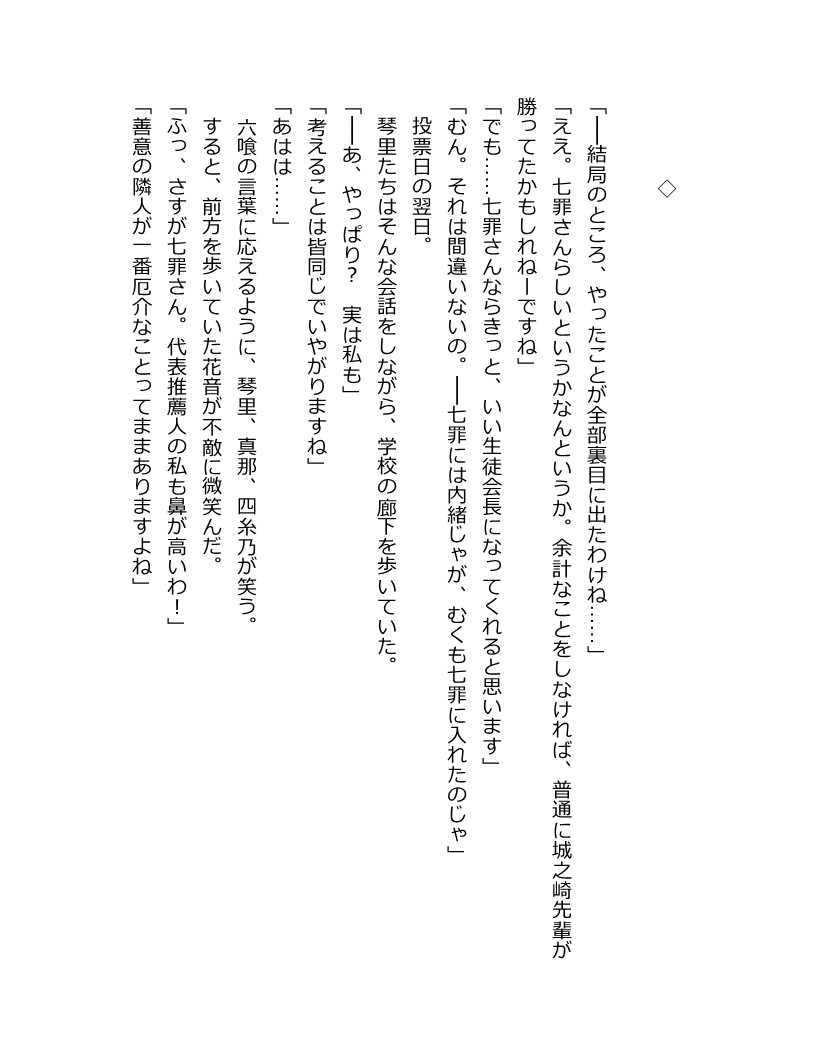 ◇
「──結局のところ、やったことが全部裏目に出たわけね……」
「ええ。七罪さんらしいというかなんというか。余計なことをしなければ、普通に城之崎先輩が
勝ってたかもしれねーですね」
「でも……七罪さんならきっと、いい生徒会長になってくれると思います」
「むん。それは間違いないの。──七罪には内緒じゃが、むくも七罪に入れたのじゃ」
　投票日の翌日。
　琴里たちはそんな会話をしながら、学校の廊下を歩いていた。
「──あ、やっぱり?　実は私も」
「考えることは皆同じでいやがりますね」
「あはは……」
　六喰の言葉に応えるように、琴里、真那、四糸乃が笑う。
　すると、前方を歩いていた花音が不敵に微笑んだ。
「ふっ、さすが七罪さん。代表推薦人の私も鼻が高いわ!」
「善意の隣人が一番厄介なことってままありますよね」